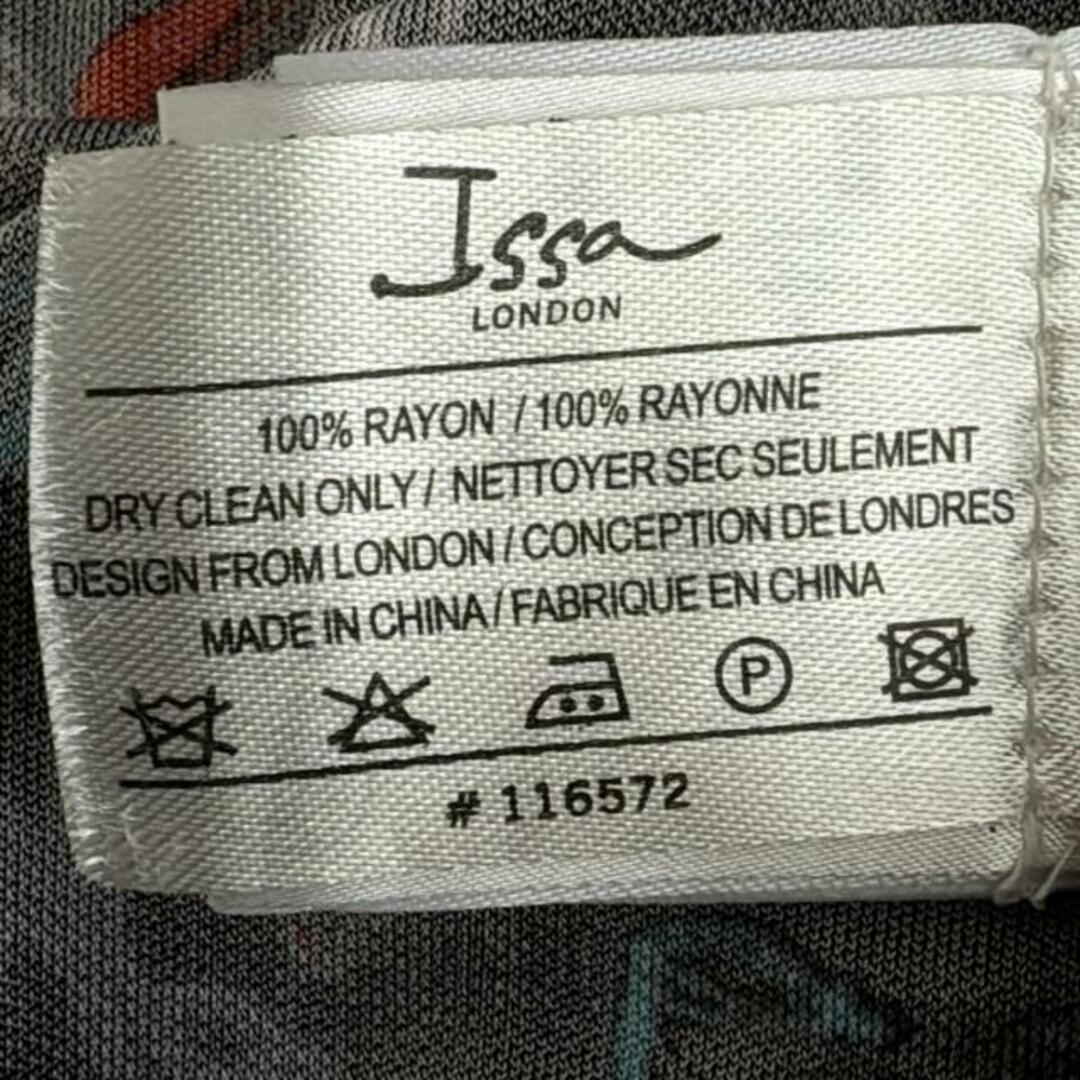 Issa
LONDON
100% RAYON / 100% RAYONNE
DRY CLEAN ONLY / NETTOYER SEC SEULEMENT
DESIGN FROM LONDON / CONCEPTION DE LONDRES
MADE IN CHINA / FABRIQUE EN CHINA
P
# 116572